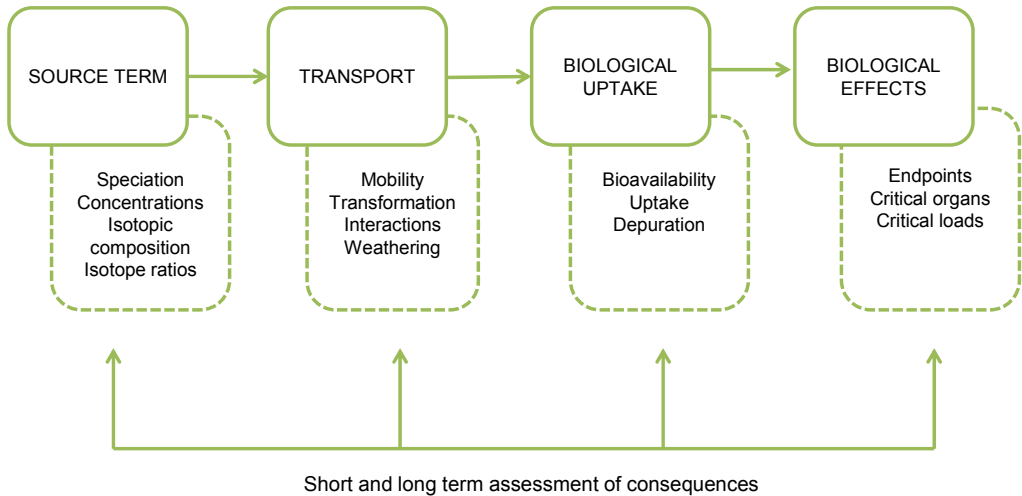 SOURCE TERM
TRANSPORT
BIOLOGICAL
UPTAKE
BIOLOGICAL
EFFECTS
Speciation
Concentrations
Isotopic
composition
Isotope ratios
Mobility
Transformation
Interactions
Weathering
Bioavailability
Uptake
Depuration
Endpoints
Critical organs
Critical loads
Short and long term assessment of consequences